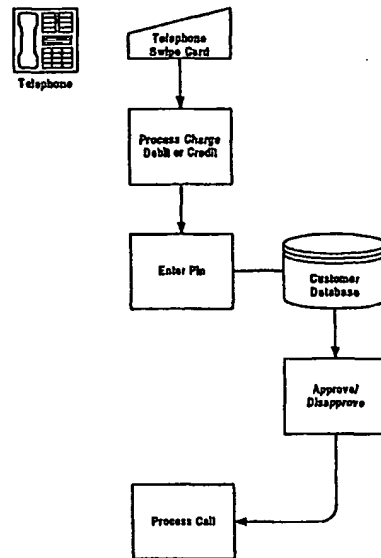 Telephone
Telephone
Swipe Card
Process Charge
Debit or Credit
Enter Pin
Customer
Database
Approve/
Disapprove
Process Call